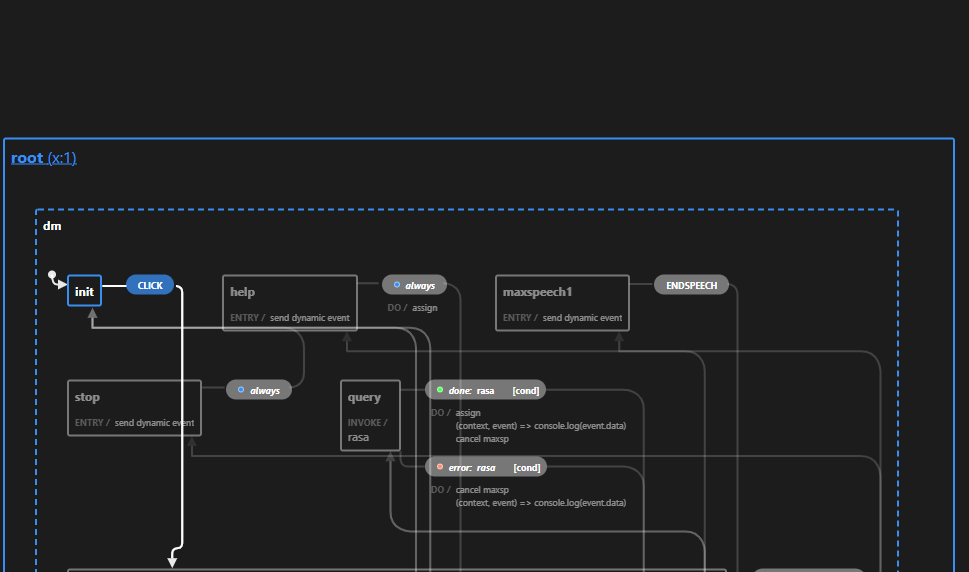 root (x:1)
dm
init
CLICK
help
ENTRY / send dynamic event
always
DO / assign
maxspeech1
ENTRY / send dynamic event
ENDSPEECH
stop
ENTRY / send dynamic event
always
query
INVOKE /
rasa
done: rasa [cond]
DO / assign
(context, event) => console.log(event.data)
cancel maxsp
error: rasa [cond]
DO / cancel maxsp
(context, event) => console.log(event.data)